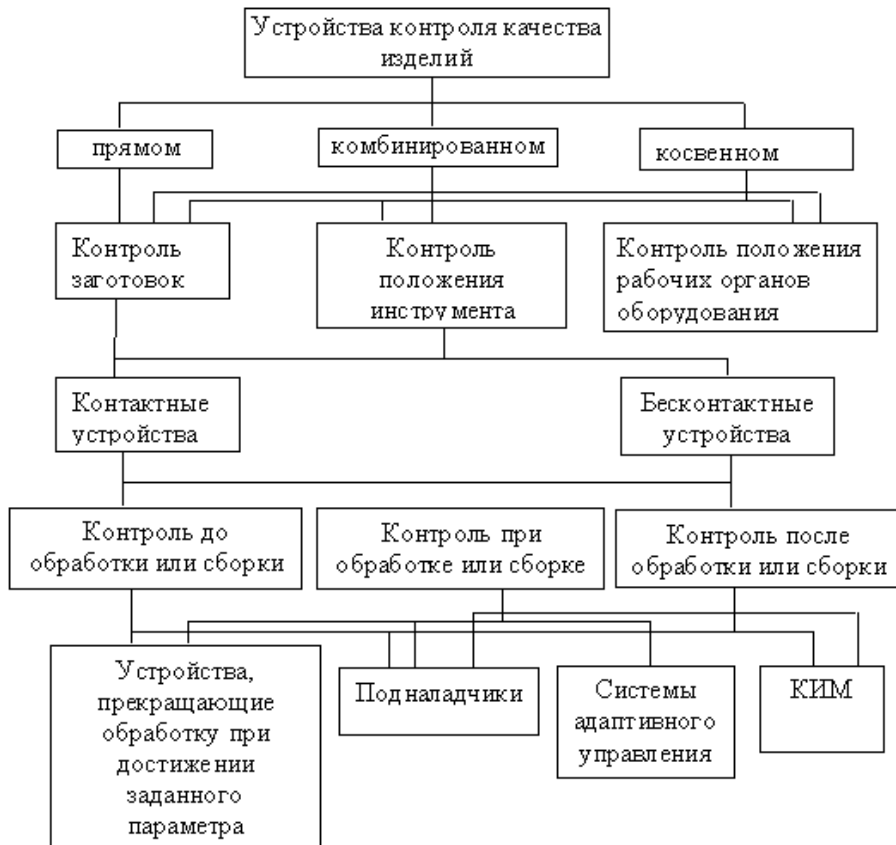 Устройства контроля качества
изделий
прямом
комбинированном
косвенном
Контроль
заготовок
Контроль
положения
инструмента
Контроль положения
рабочих органов
оборудования
Контактные
устройства
Бесконтактные
устройства
Контроль до
обработки или сборки
Контроль при
обработке или сборке
Контроль после
обработки или сборки
Устройства,
прекращающие
обработку при
достижении
заданного
параметра
Подналадчики
Системы
адаптивного
управления
КИМ